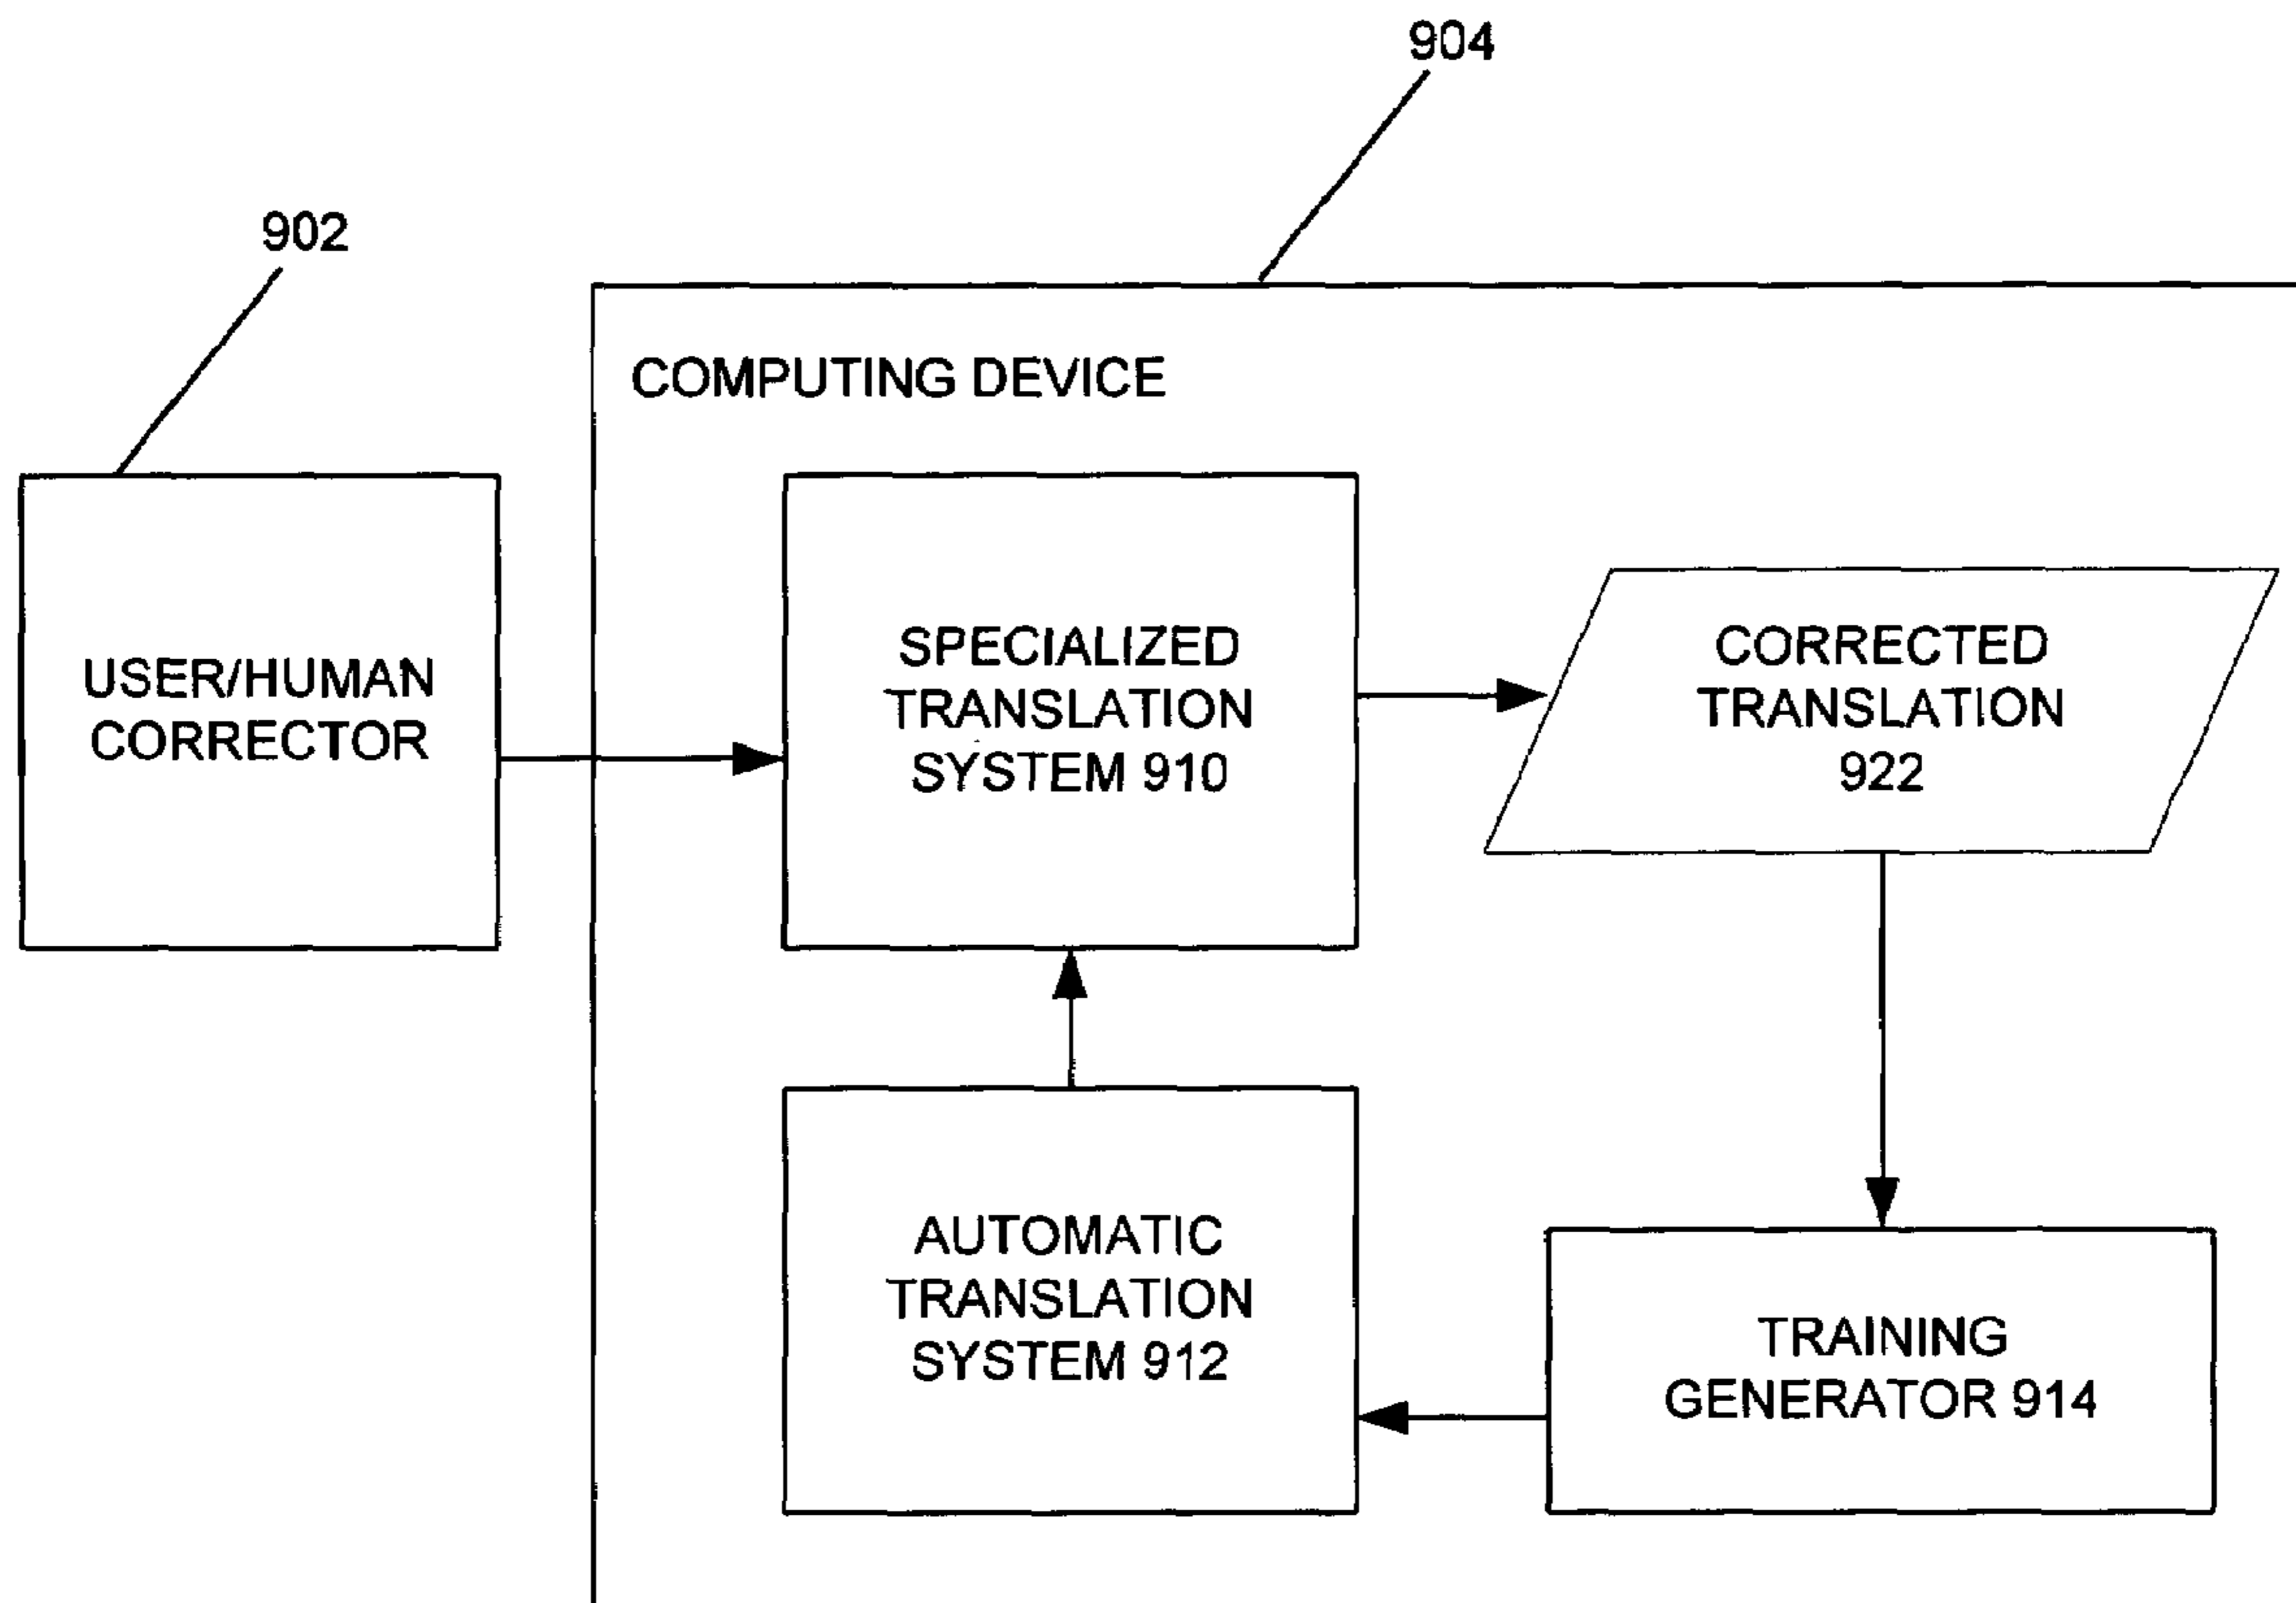 904
902
COMPUTING DEVICE
USER/HUMAN
CORRECTOR
SPECIALIZED
TRANSLATION
SYSTEM 910
CORRECTED
TRANSLATION
922
AUTOMATIC
TRANSLATION
SYSTEM 912
TRAINING
GENERATOR 914